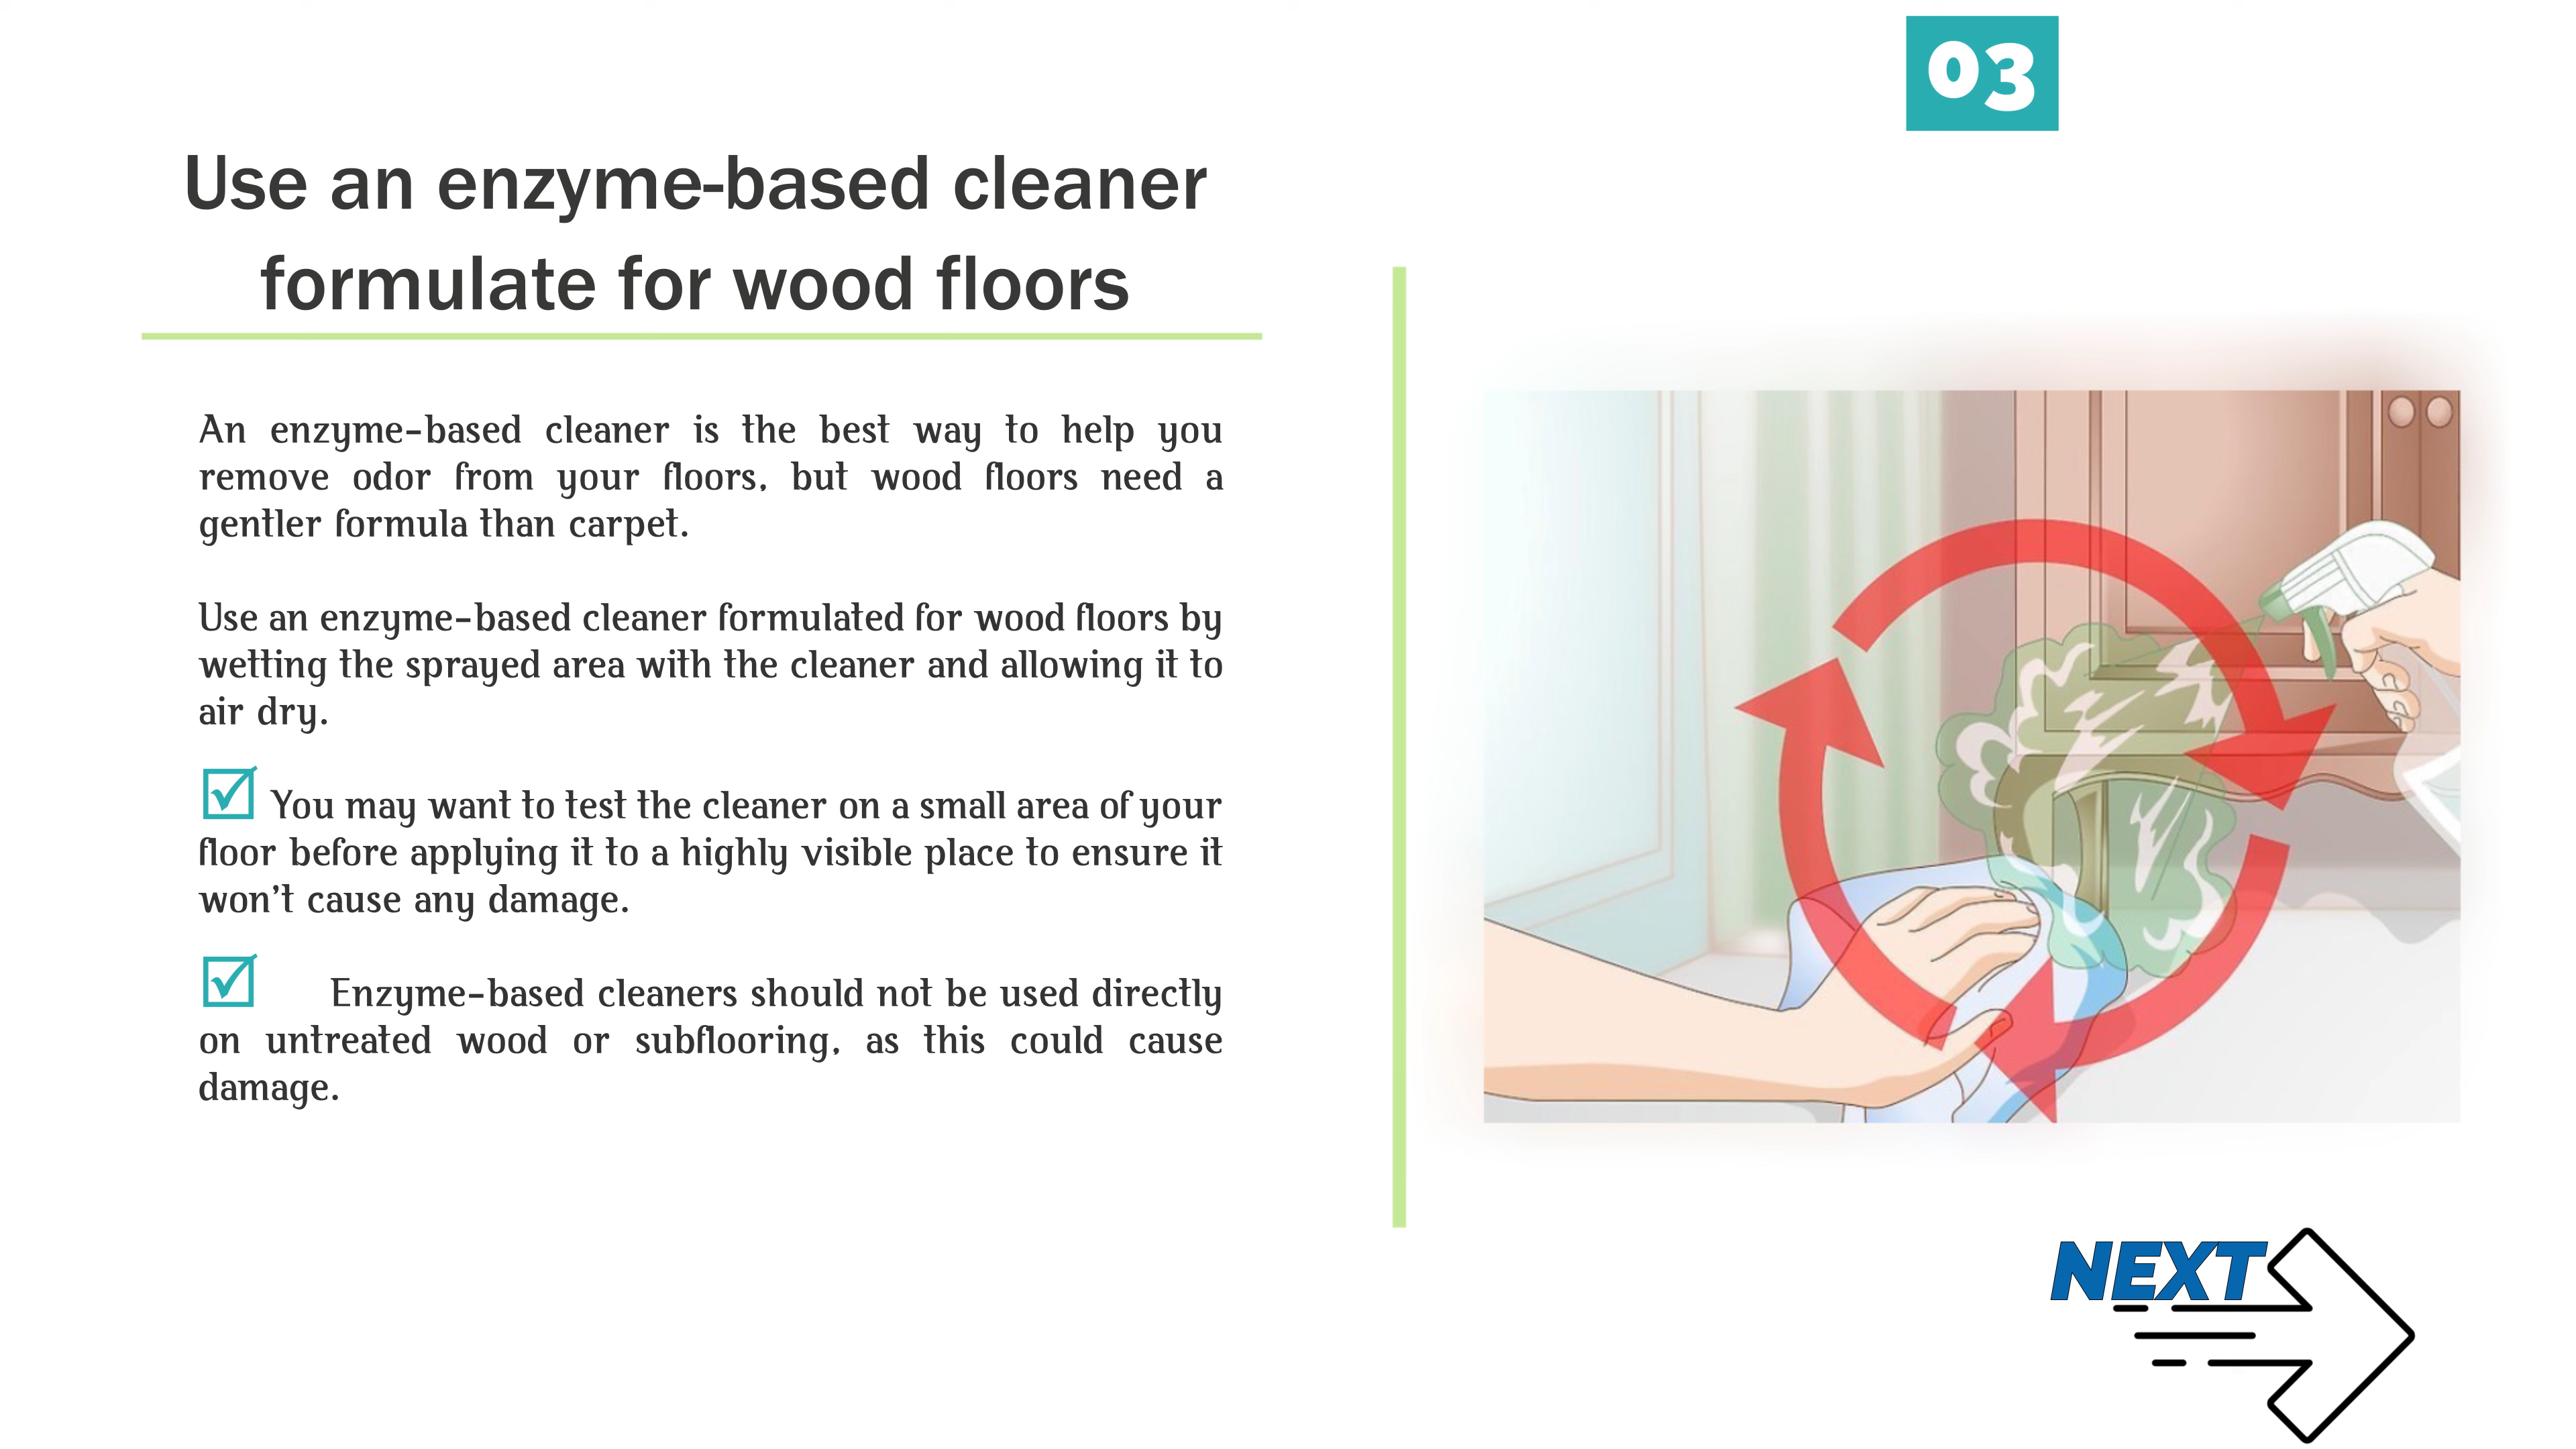 03
Use an enzyme-based cleaner
formulate for wood floors
An enzyme-based cleaner is the best way to help you
remove odor from your floors, but wood floors need a
gentler formula than carpet.
Use an enzyme-based cleaner formulated for wood floors by
wetting the sprayed area with the cleaner and allowing it to
air dry.
You may want to test the cleaner on a small area of your
floor before applying it to a highly visible place to ensure it
won't cause any damage.
Enzyme-based cleaners should not be used directly
on untreated wood or subflooring, as this could cause
damage.
NEXT